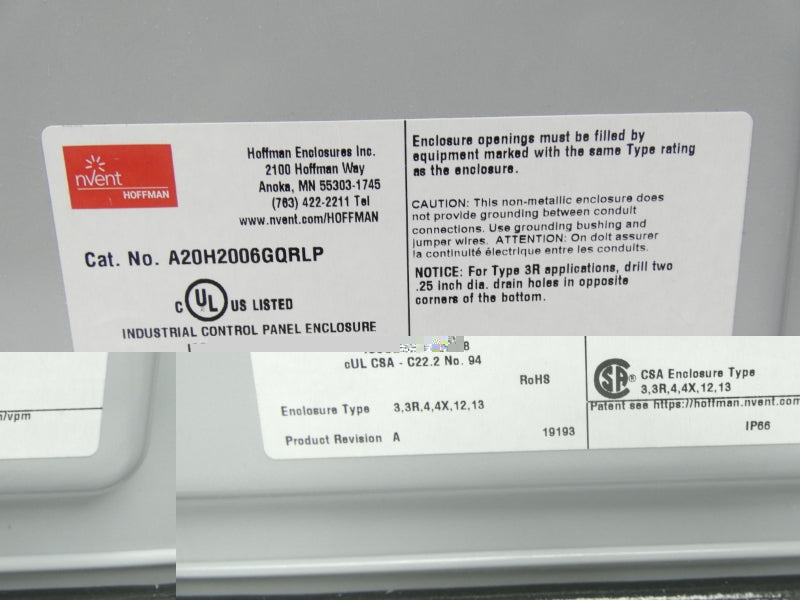 nVent
HOFFMAN
Hoffman Enclosures Inc.
2100 Hoffman Way
Anoka, MN 55303-1745
(763) 422-2211 Tel
www.nvent.com/HOFFMAN
Cat. No. A20H2006GQRLP
C UL US LISTED
INDUSTRIAL CONTROL PANEL ENCLOSURE
Enclosure openings must be filled by
equipment marked with the same Type rating
as the enclosure.
CAUTION: This non-metallic enclosure does
not provide grounding between conduit
connections. Use grounding bushing and
jumper wires. ATTENTION: On doit assurer
la continuité électrique entre les conduits.
NOTICE: For Type 3R applications, drill two
.25 inch dia. drain holes in opposite
corners of the bottom.
cUL CSA - C22.2 No. 94
RoHS
Enclosure Type 3,3R,4,4X,12,13
Product Revision A
19193
SA® CSA Enclosure Type
3,3R,4,4X,12,13
Patent see https://hoffman.nvent.com
IP66
/vpm